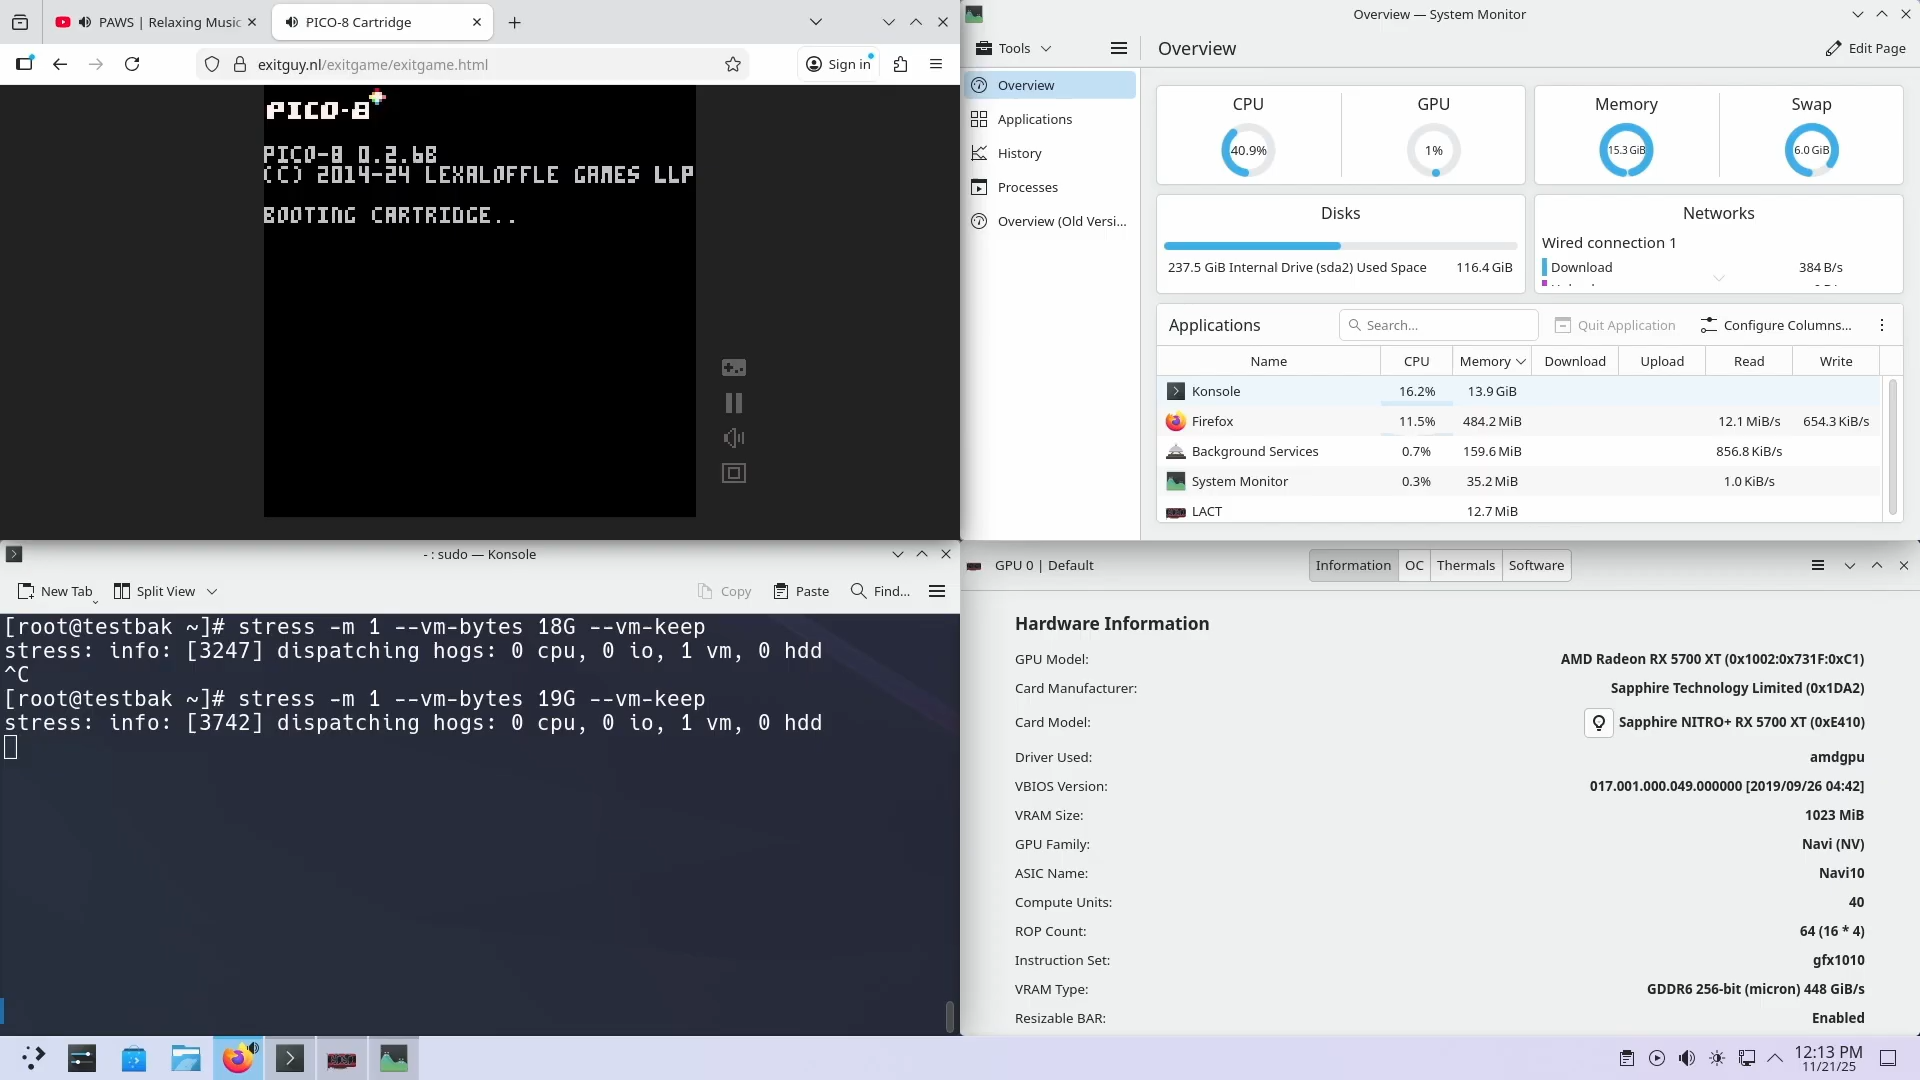 PAWS | Relaxing Music
PICO-8 Cartridge
exitguy.nl/exitgame/exitgame.html
Sign in
PICO-8
PICO-8 0.2.6B
(C) 2014-24 LEXALOFFLE GAMES LLP
BOOTING CARTRIDGE..
Overview — System Monitor
Tools
Overview
Edit Page
Overview
Applications
History
Processes
Overview (Old Versi...
CPU
GPU
Memory
Swap
40.9%
1%
15.3 GiB
6.0 GiB
Disks
237.5 GiB Internal Drive (sda2) Used Space 116.4 GiB
Networks
Wired connection 1
Download 384 B/s
Applications
Search...
Quit Application
Configure Columns...
Name CPU Memory Download Upload Read Write
Konsole 16.2% 13.9 GiB
Firefox 11.5% 484.2 MiB 12.1 MiB/s 654.3 KiB/s
Background Services 0.7% 159.6 MiB 856.8 KiB/s
System Monitor 0.3% 35.2 MiB 1.0 KiB/s
LACT 12.7 MiB
- : sudo — Konsole
New Tab
Split View
Copy
Paste
Find...
[root@testbak ~]# stress -m 1 --vm-bytes 18G --vm-keep
stress: info: [3247] dispatching hogs: 0 cpu, 0 io, 1 vm, 0 hdd
^C
[root@testbak ~]# stress -m 1 --vm-bytes 19G --vm-keep
stress: info: [3742] dispatching hogs: 0 cpu, 0 io, 1 vm, 0 hdd
GPU 0 | Default
Information
OC
Thermals
Software
Hardware Information
GPU Model: AMD Radeon RX 5700 XT (0x1002:0x731F:0xC1)
Card Manufacturer: Sapphire Technology Limited (0x1DA2)
Card Model: Sapphire NITRO+ RX 5700 XT (0xE410)
Driver Used: amdgpu
VBIOS Version: 017.001.000.049.000000 [2019/09/26 04:42]
VRAM Size: 1023 MiB
GPU Family: Navi (NV)
ASIC Name: Navi10
Compute Units: 40
ROP Count: 64 (16 * 4)
Instruction Set: gfx1010
VRAM Type: GDDR6 256-bit (micron) 448 GiB/s
Resizable BAR: Enabled
12:13 PM
11/21/25